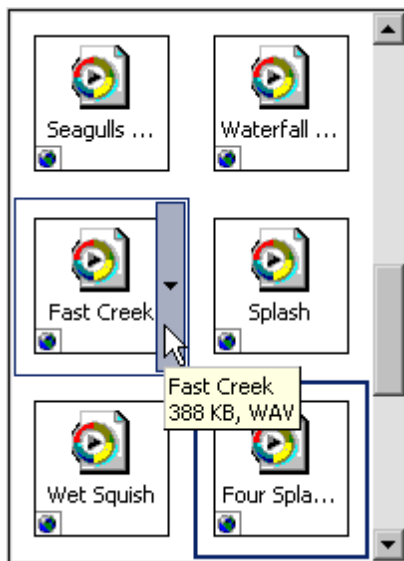 Seagulls ...
Waterfall ...
Fast Creek
Splash
Fast Creek
388 KB, WAV
Wet Squish
Four Spla...